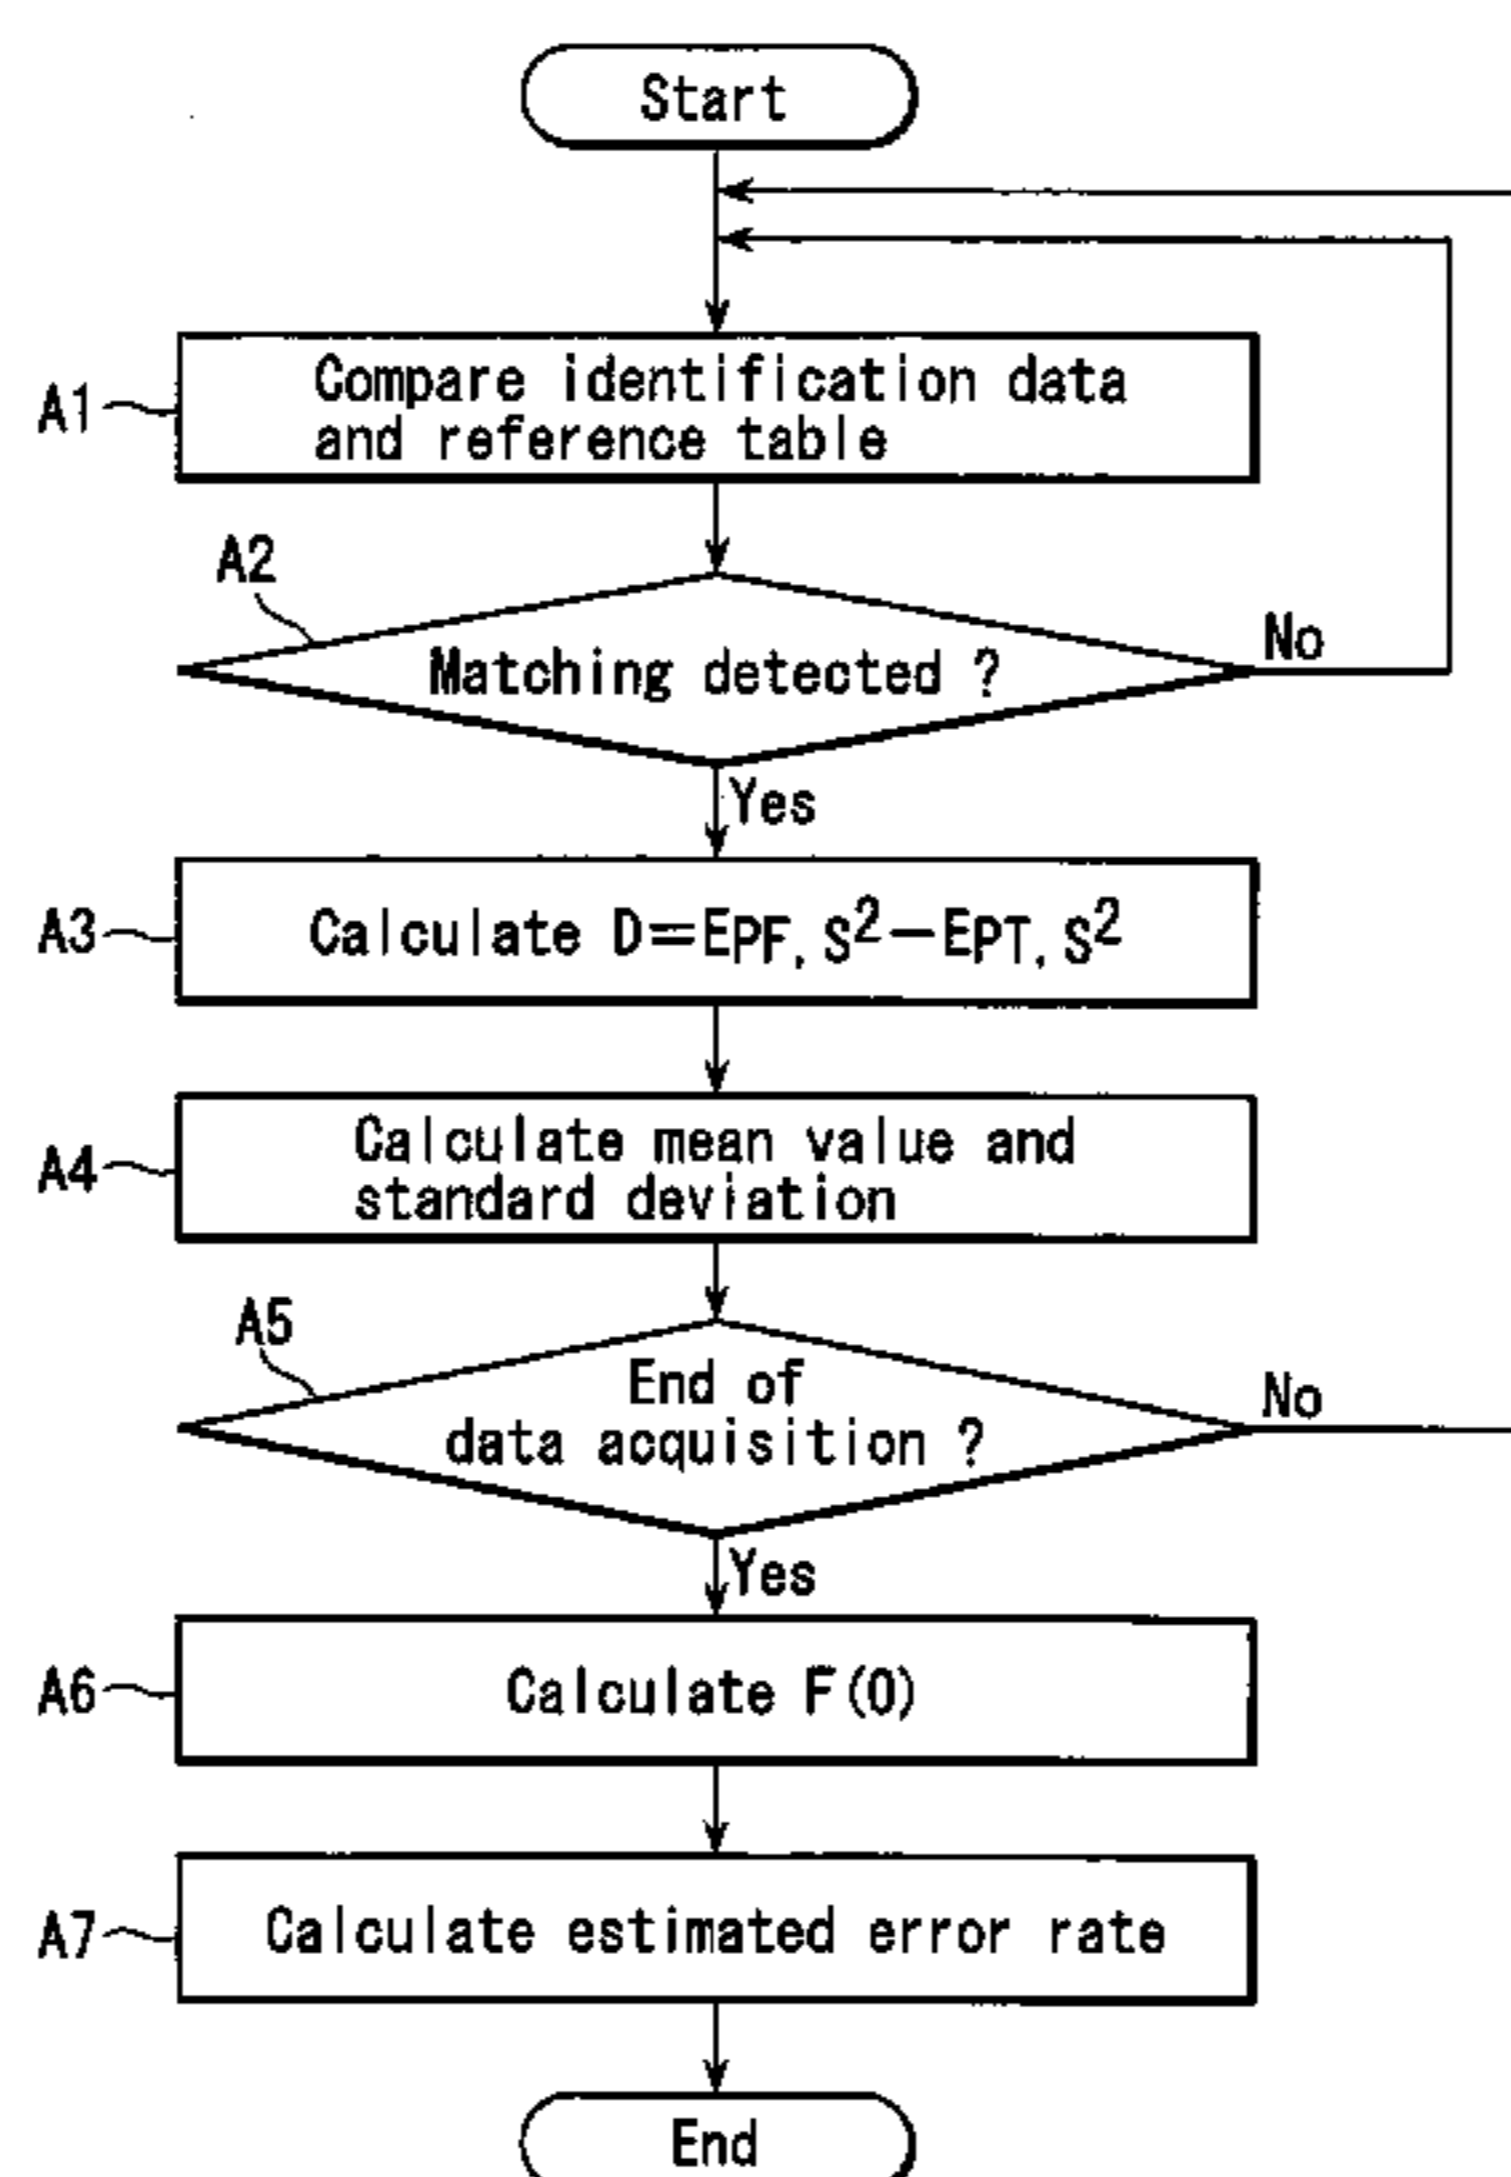 Start
A1
Compare identification data
and reference table
A2
Matching detected ?
No
Yes
A3
Calculate D=EPF, S²-EPT, S²
A4
Calculate mean value and
standard deviation
A5
End of
data acquisition ?
No
Yes
A6
Calculate F(0)
A7
Calculate estimated error rate
End